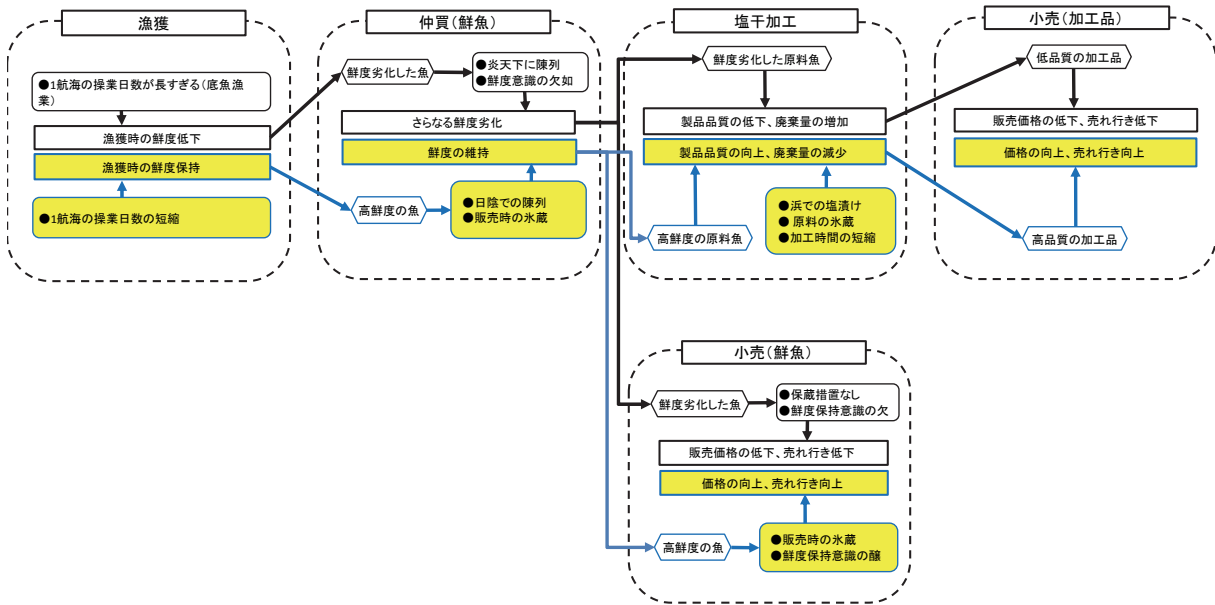 漁獲
●1航海の操業日数が長すぎる（底魚漁
業）
漁獲時の鮮度低下
漁獲時の鮮度保持
●1航海の操業日数の短縮
仲買（鮮魚）
鮮度劣化した魚
●炎天下に陳列
●鮮度意識の欠如
さらなる鮮度劣化
鮮度の維持
高鮮度の魚
●日陰での陳列
●販売時の氷蔵
塩干加工
鮮度劣化した原料魚
製品品質の低下、廃棄量の増加
製品品質の向上、廃棄量の減少
高鮮度の原料魚
●浜での塩漬け
●原料の氷蔵
●加工時間の短縮
小売（加工品）
低品質の加工品
販売価格の低下、売れ行き低下
価格の向上、売れ行き向上
高品質の加工品
小売（鮮魚）
鮮度劣化した魚
●保蔵措置なし
●鮮度保持意識の欠
販売価格の低下、売れ行き低下
価格の向上、売れ行き向上
高鮮度の魚
●販売時の氷蔵
●鮮度保持意識の醸